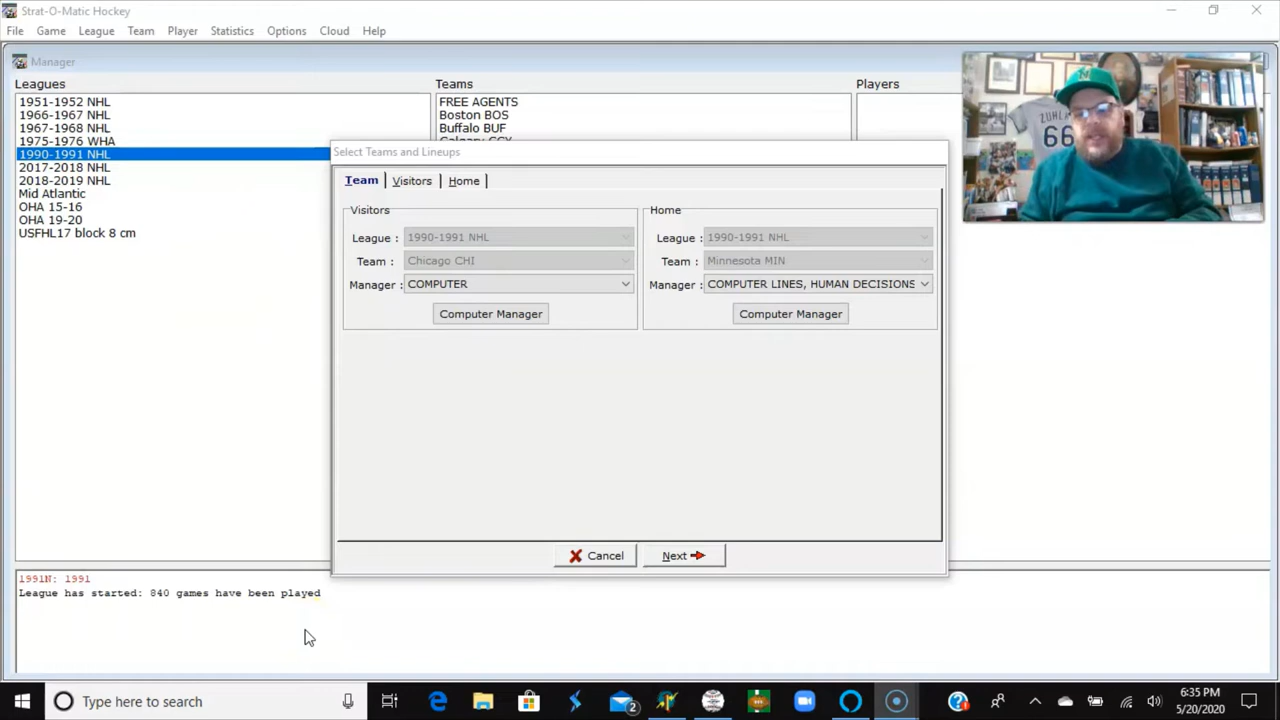 Strat-O-Matic Hockey
File Game League Team Player Statistics Options Cloud Help
Manager
Leagues
1951-1952 NHL
1966-1967 NHL
1967-1968 NHL
1975-1976 WHA
1990-1991 NHL
2017-2018 NHL
2018-2019 NHL
Mid Atlantic
OHA 15-16
OHA 19-20
USFHL17 block 8 cm
Teams
FREE AGENTS
Boston BOS
Buffalo BUF
Players
ZUHL
66
Select Teams and Lineups
Team Visitors Home
Visitors
League : 1990-1991 NHL
Team : Chicago CHI
Manager : COMPUTER
Computer Manager
Home
League : 1990-1991 NHL
Team : Minnesota MIN
Manager : COMPUTER LINES, HUMAN DECISIONS
Computer Manager
Cancel Next
1991N: 1991
League has started: 840 games have been played
Type here to search
2
6:35 PM
5/20/2020